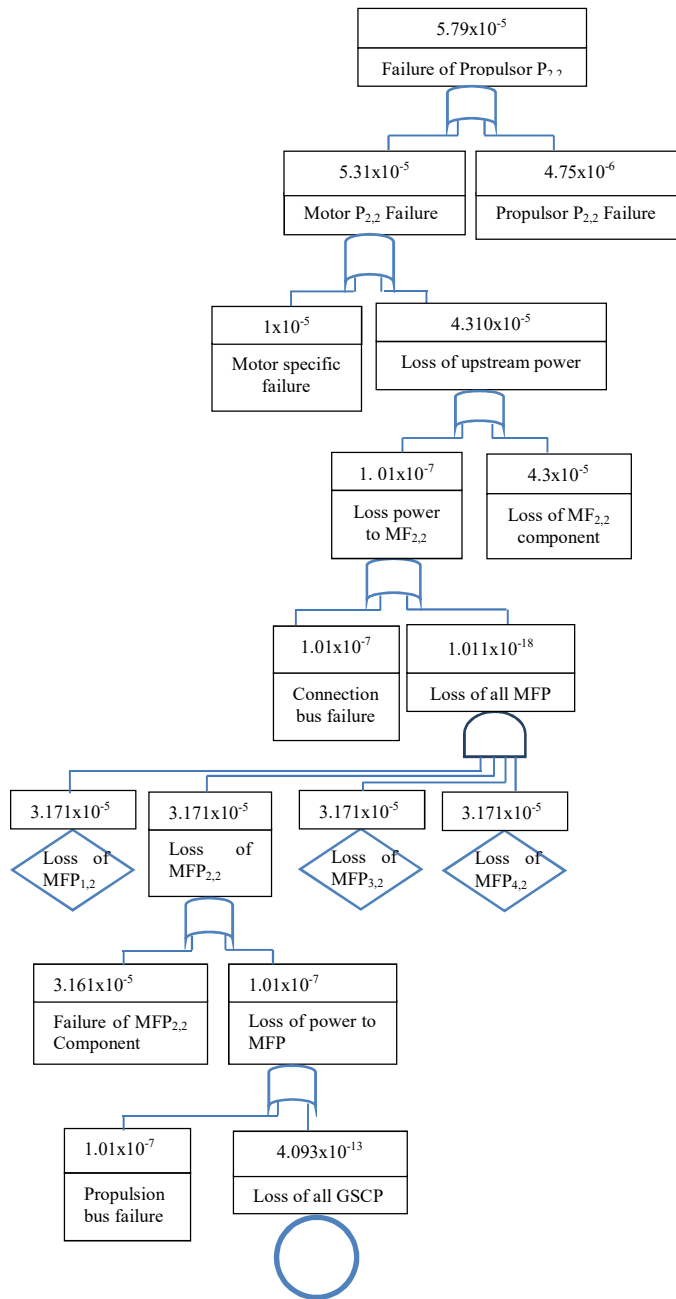 5.79x10⁻⁵
Failure of Propulsor P₂,₂
5.31x10⁻⁵
Motor P₂,₂ Failure
4.75x10⁻⁶
Propulsor P₂,₂ Failure
1x10⁻⁵
Motor specific
failure
4.310x10⁻⁵
Loss of upstream power
1. 01x10⁻⁷
Loss power
to MF₂,₂
4.3x10⁻⁵
Loss of MF₂,₂
component
1.01x10⁻⁷
Connection
bus failure
1.011x10⁻¹⁸
Loss of all MFP
3.171x10⁻⁵
Loss of
MFP₁,₂
3.171x10⁻⁵
Loss of
MFP₂,₂
3.171x10⁻⁵
Loss of
MFP₃,₂
3.171x10⁻⁵
Loss of
MFP₄,₂
3.161x10⁻⁵
Failure of MFP₂,₂
Component
1.01x10⁻⁷
Loss of power to
MFP
1.01x10⁻⁷
Propulsion
bus failure
4.093x10⁻¹³
Loss of all GSCP